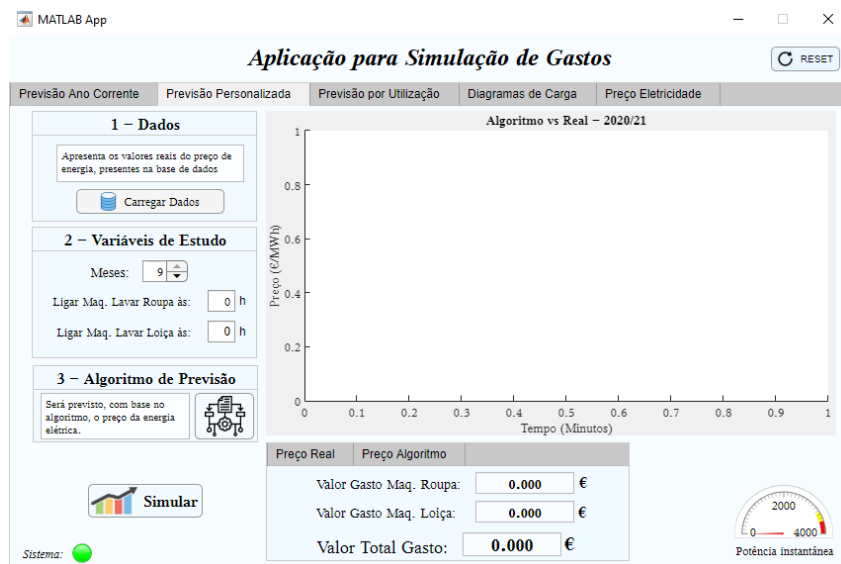 MATLAB App
Aplicação para Simulação de Gastos
RESET
Previsão Ano Corrente
Previsão Personalizada
Previsão por Utilização
Diagramas de Carga
Preço Eletricidade
1 − Dados
Apresenta os valores reais do preço de
energia, presentes na base de dados
Carregar Dados
2 − Variáveis de Estudo
Meses: 9
Ligar Maq. Lavar Roupa às: 0 h
Ligar Maq. Lavar Loiça às: 0 h
3 − Algoritmo de Previsão
Será previsto, com base no
algoritmo, o preço da energia
elétrica.
Simular
Sistema:
Algoritmo vs Real − 2020/21
Preço (€/MWh)
1
0.8
0.6
0.4
0.2
0
0 0.1 0.2 0.3 0.4 0.5 0.6 0.7 0.8 0.9 1
Tempo (Minutos)
Preço Real
Preço Algoritmo
Valor Gasto Maq. Roupa: 0.000 €
Valor Gasto Maq. Loiça: 0.000 €
Valor Total Gasto: 0.000 €
2000
0 4000
Potência instantânea